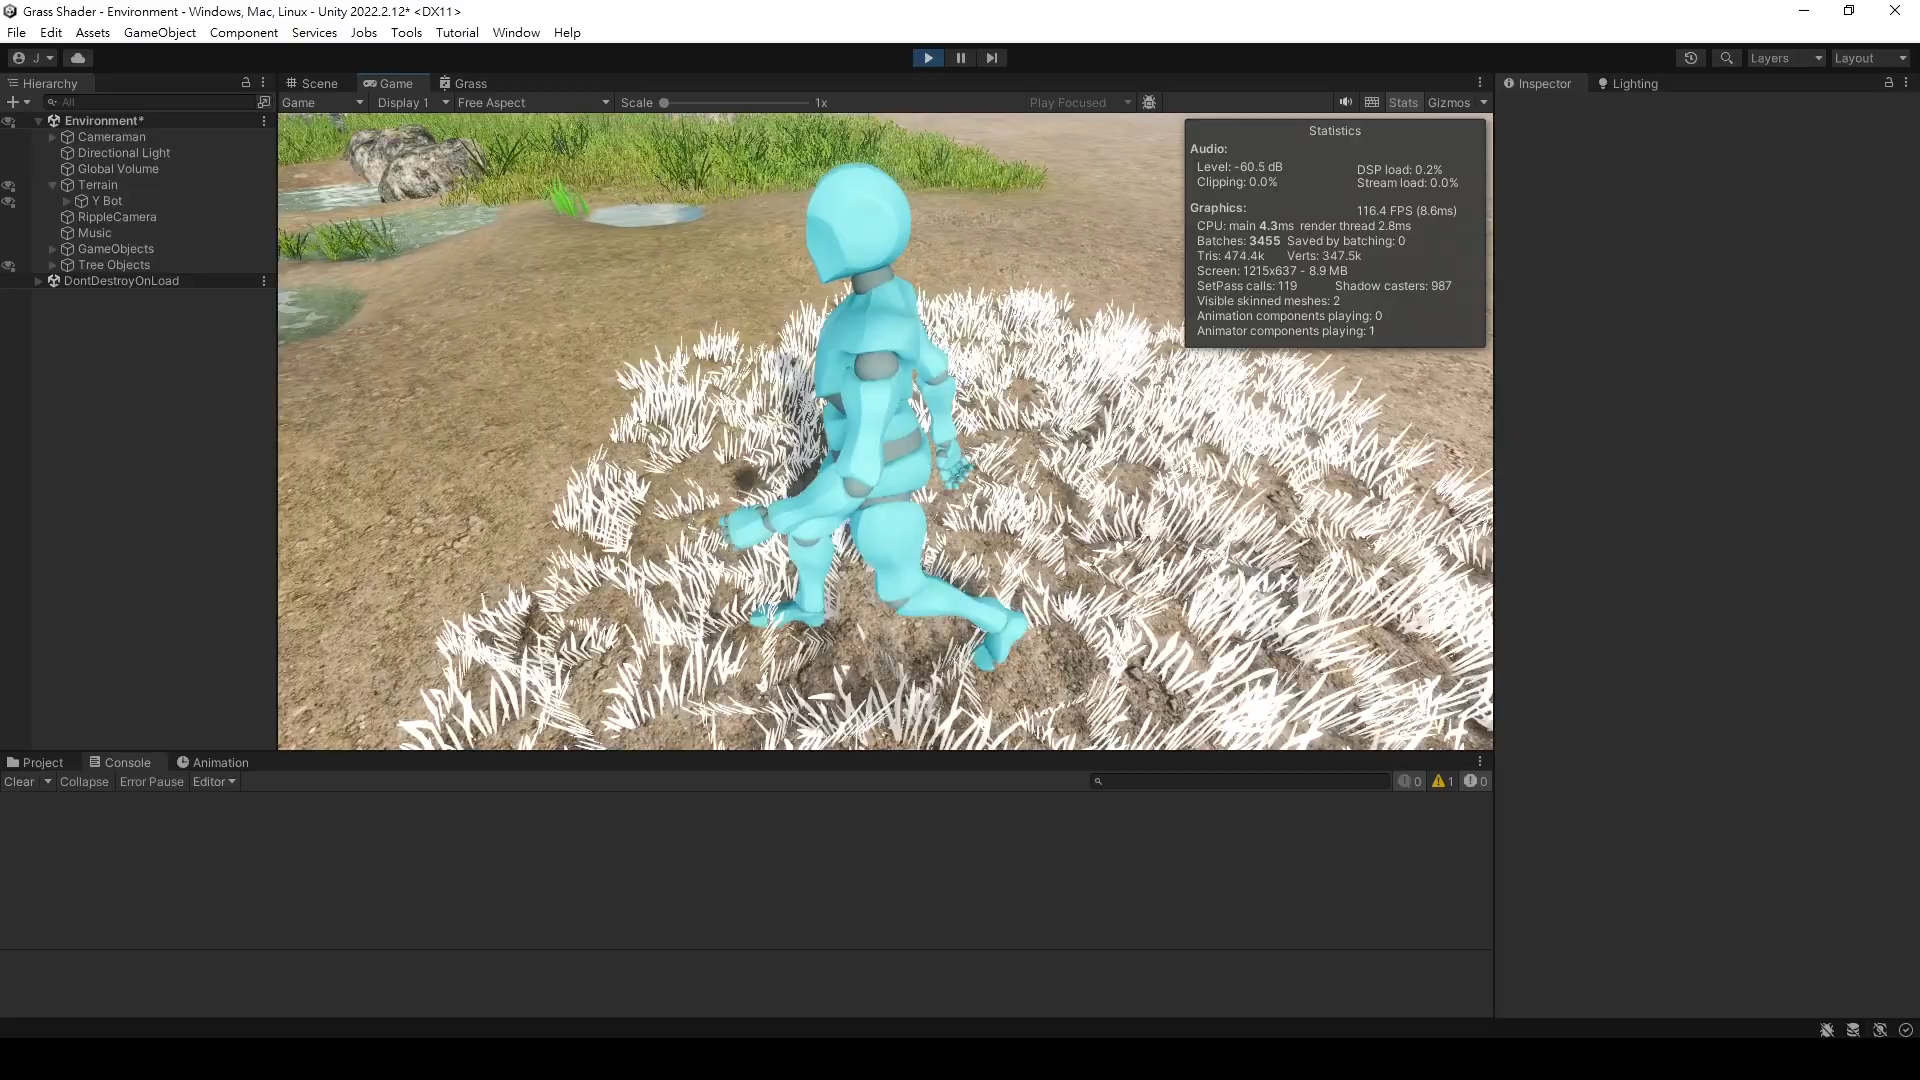 Grass Shader - Environment - Windows, Mac, Linux - Unity 2022.2.12* <DX11>
File Edit Assets GameObject Component Services Jobs Tools Tutorial Window Help
J Layers Layout
Hierarchy Scene Game Grass Inspector Lighting
All Game Display 1 Free Aspect Scale 1x Play Focused Stats Gizmos
Environment*
Cameraman
Directional Light
Global Volume
Terrain
Y Bot
RippleCamera
Music
GameObjects
Tree Objects
DontDestroyOnLoad
Statistics
Audio:
Level: -60.5 dB DSP load: 0.2%
Clipping: 0.0% Stream load: 0.0%
Graphics: 116.4 FPS (8.6ms)
CPU: main 4.3ms render thread 2.8ms
Batches: 3455 Saved by batching: 0
Tris: 474.4k Verts: 347.5k
Screen: 1215x637 - 8.9 MB
SetPass calls: 119 Shadow casters: 987
Visible skinned meshes: 2
Animation components playing: 0
Animator components playing: 1
Project Console Animation
Clear Collapse Error Pause Editor 0 1 0